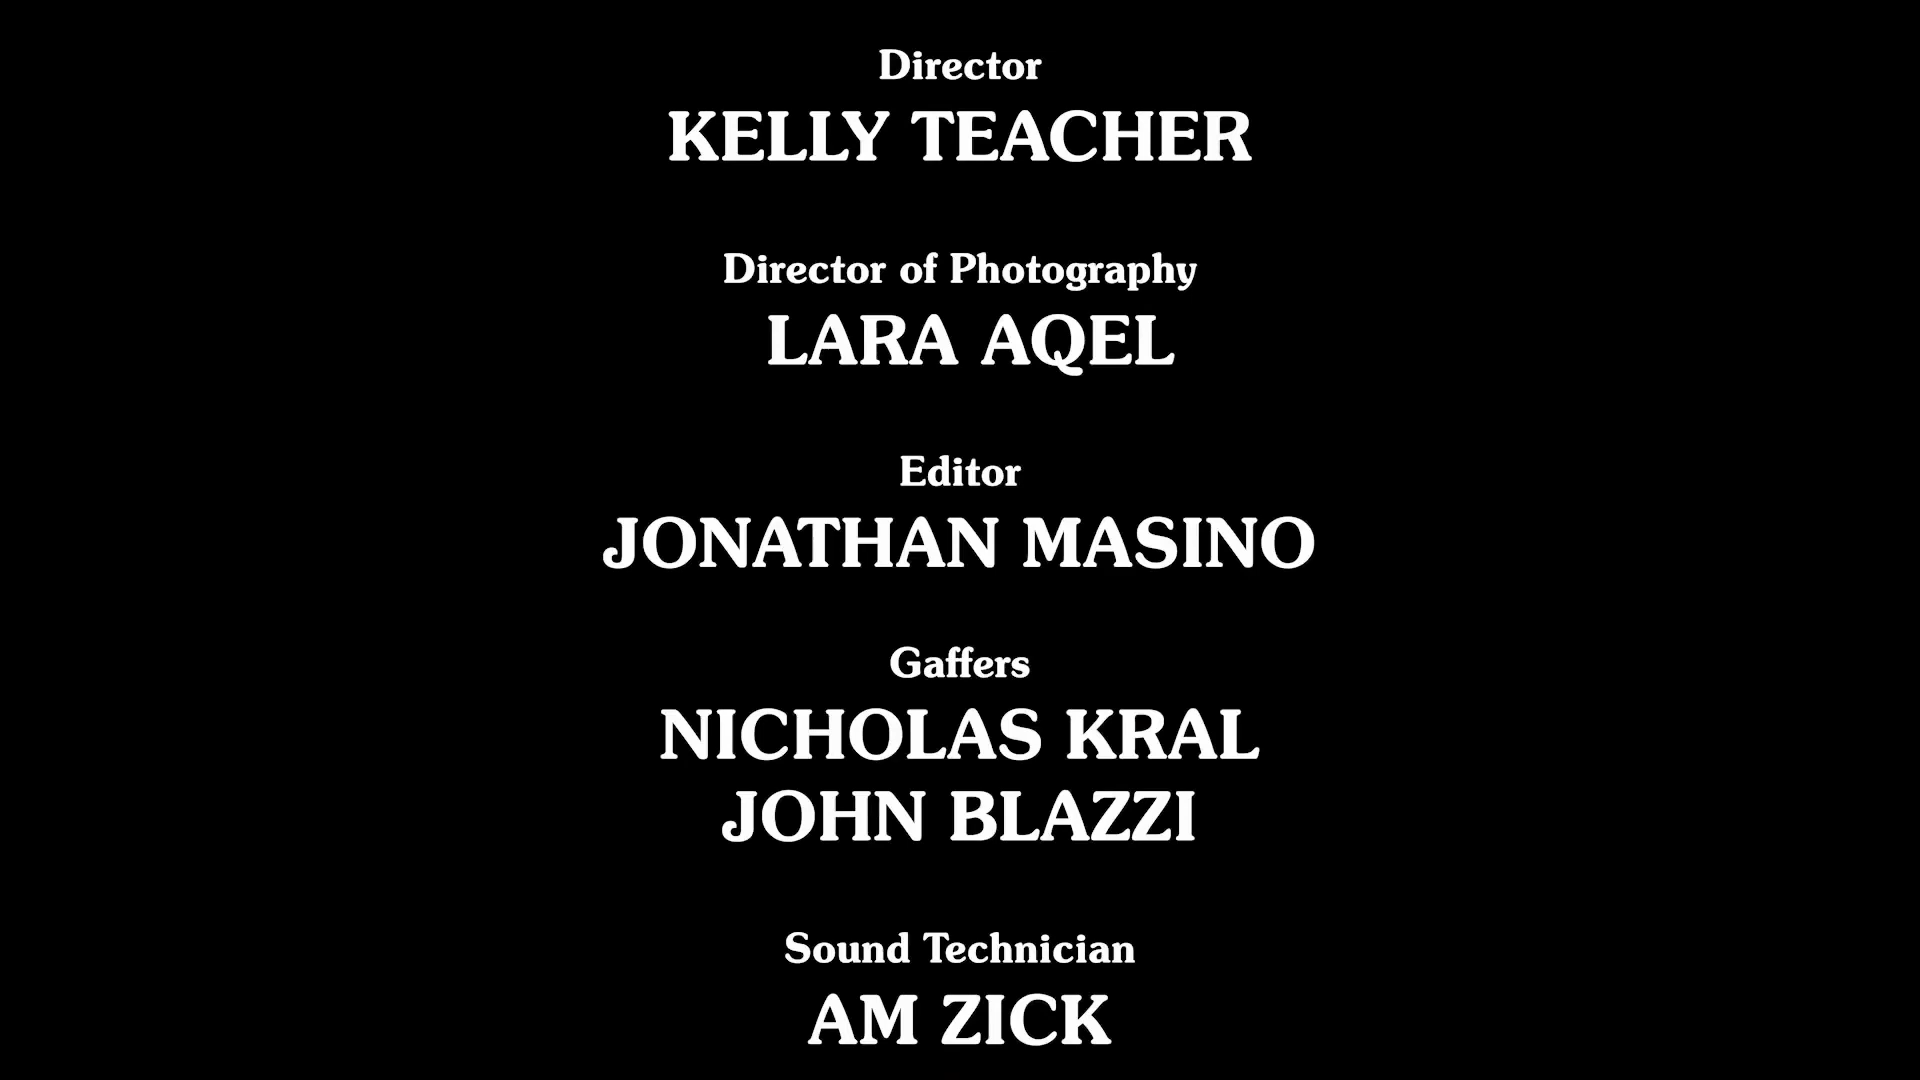 Director
KELLY TEACHER
Director of Photography
LARA AQEL
Editor
JONATHAN MASINO
Gaffers
NICHOLAS KRAL
JOHN BLAZZI
Sound Technician
AM ZICK